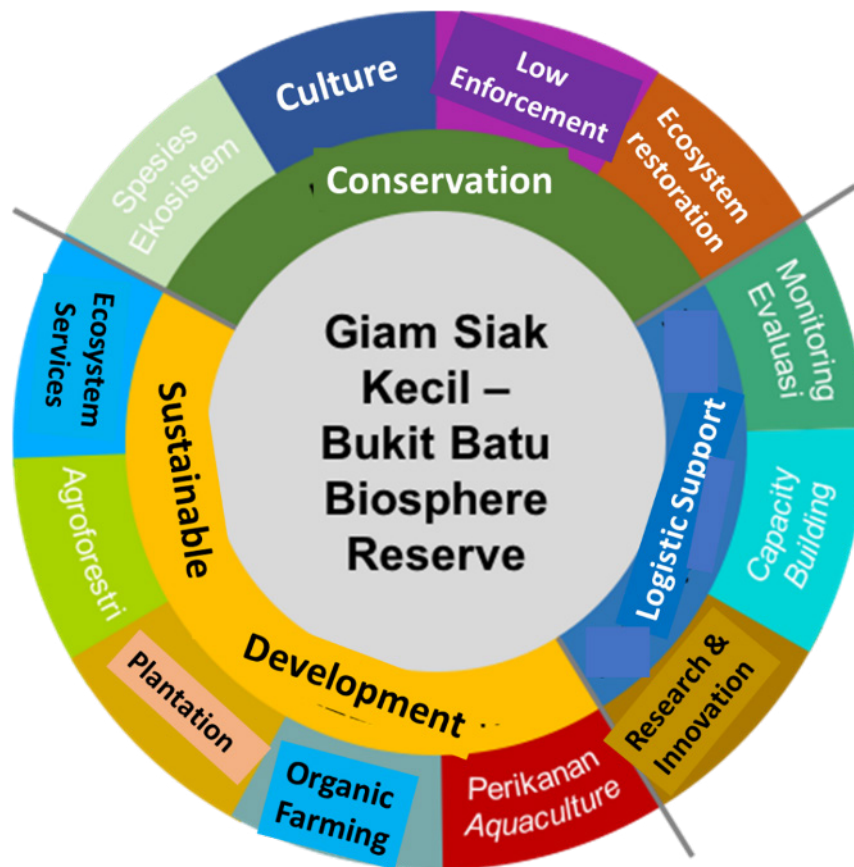 Culture
Low
Enforcement
Ecosystem
restoration
Spesies
Ekosistem
Conservation
Monitoring
Evaluasi
Ecosystem
Services
Giam Siak
Kecil –
Bukit Batu
Biosphere
Reserve
Sustainable
Development
Logistic Support
Capacity
Building
Agroforestri
Plantation
Organic
Farming
Perikanan
Aquaculture
Research &
Innovation